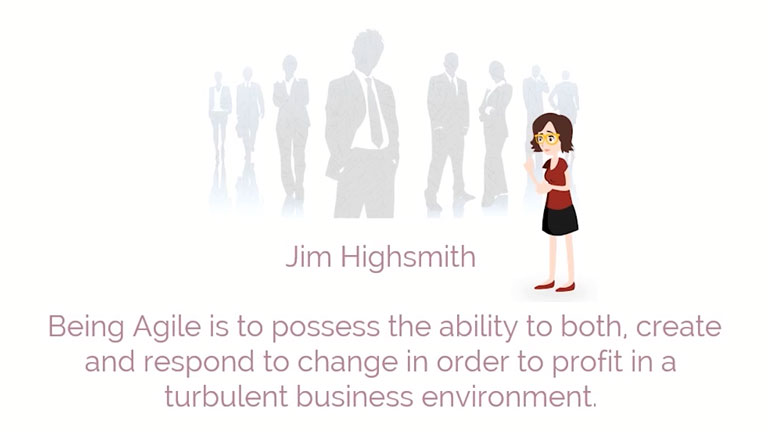 Jim Highsmith
Being Agile is to possess the ability to both, create
and respond to change in order to profit in a
turbulent business environment.